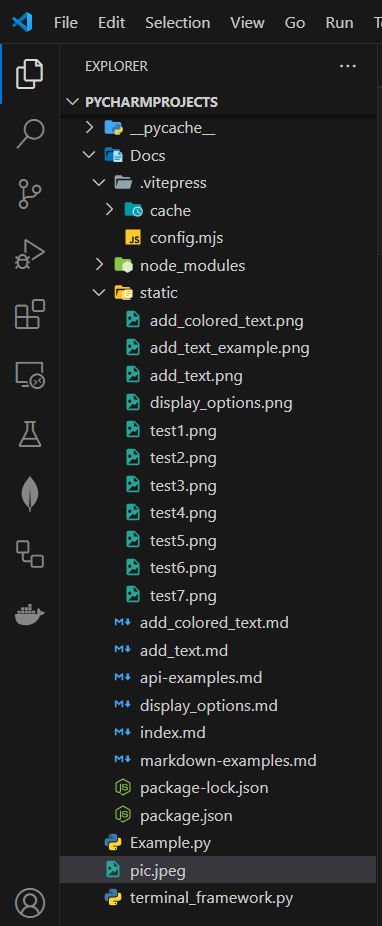 File Edit Selection View Go Run
EXPLORER ...
PYCHARMPROJECTS
__pycache__
Docs
.vitepress
cache
JS config.mjs
node_modules
static
add_colored_text.png
add_text_example.png
add_text.png
display_options.png
test1.png
test2.png
test3.png
test4.png
test5.png
test6.png
test7.png
add_colored_text.md
add_text.md
api-examples.md
display_options.md
index.md
markdown-examples.md
package-lock.json
package.json
Example.py
pic.jpeg
terminal_framework.py